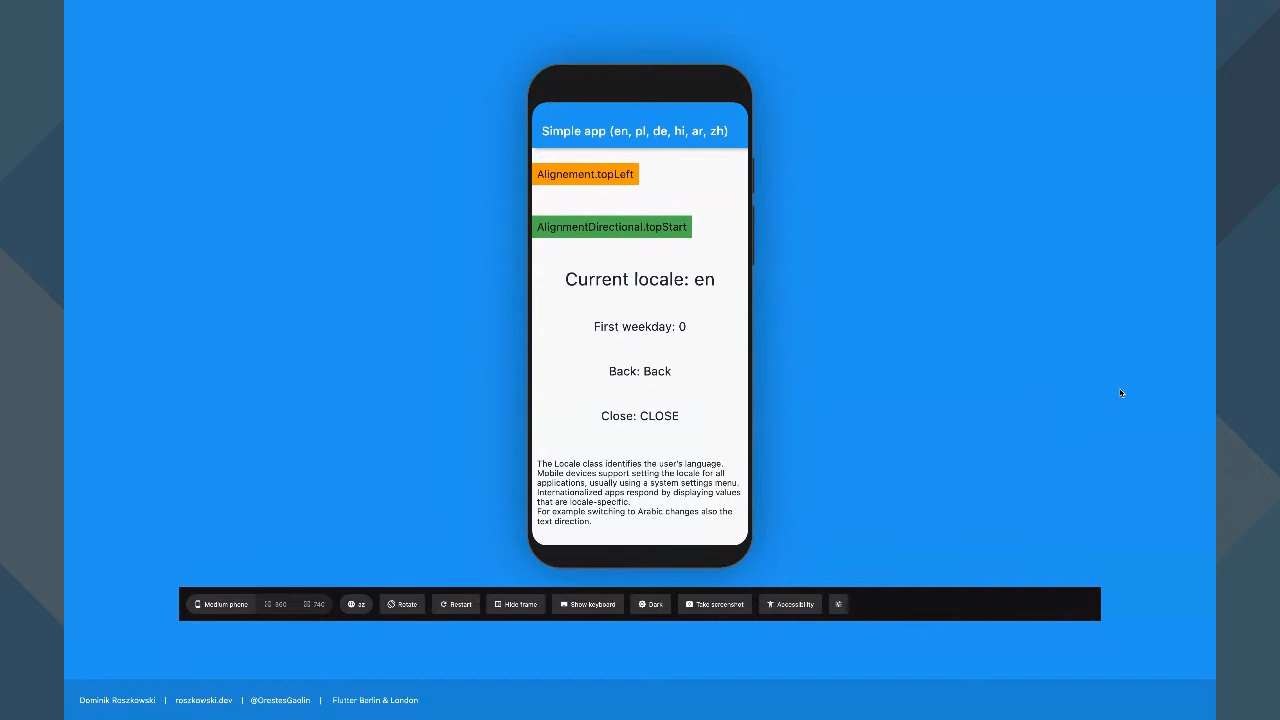 Simple app (en, pl, de, hi, ar, zh)
Alignement.topLeft
AlignmentDirectional.topStart
Current locale: en
First weekday: 0
Back: Back
Close: CLOSE
The Locale class identifies the user's language.
Mobile devices support setting the locale for all
applications, usually using a system settings menu.
Internationalized apps respond by displaying values
that are locale-specific.
For example switching to Arabic changes also the
text direction.
Medium phone 360 740 az Rotate Restart Hide frame Show keyboard Dark Take screenshot Accessibility
Dominik Roszkowski | roszkowski.dev | @OrestesGaolin | Flutter Berlin & London